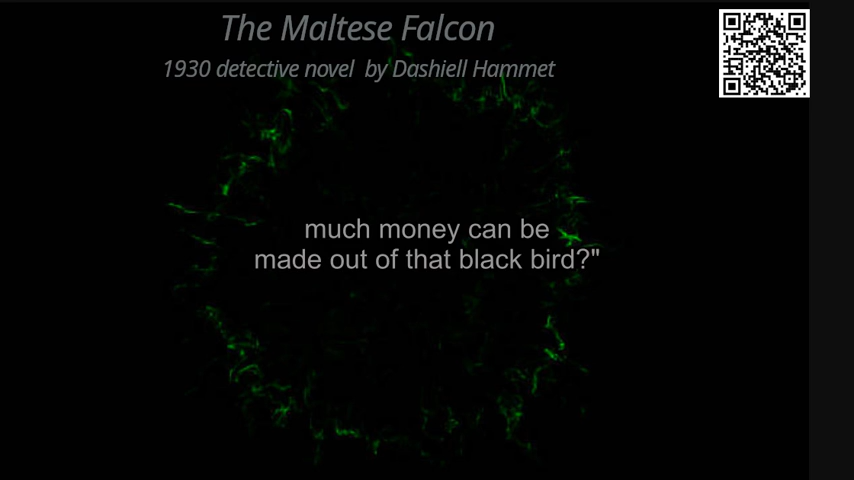 The Maltese Falcon
1930 detective novel by Dashiell Hammet
much money can be
made out of that black bird?"